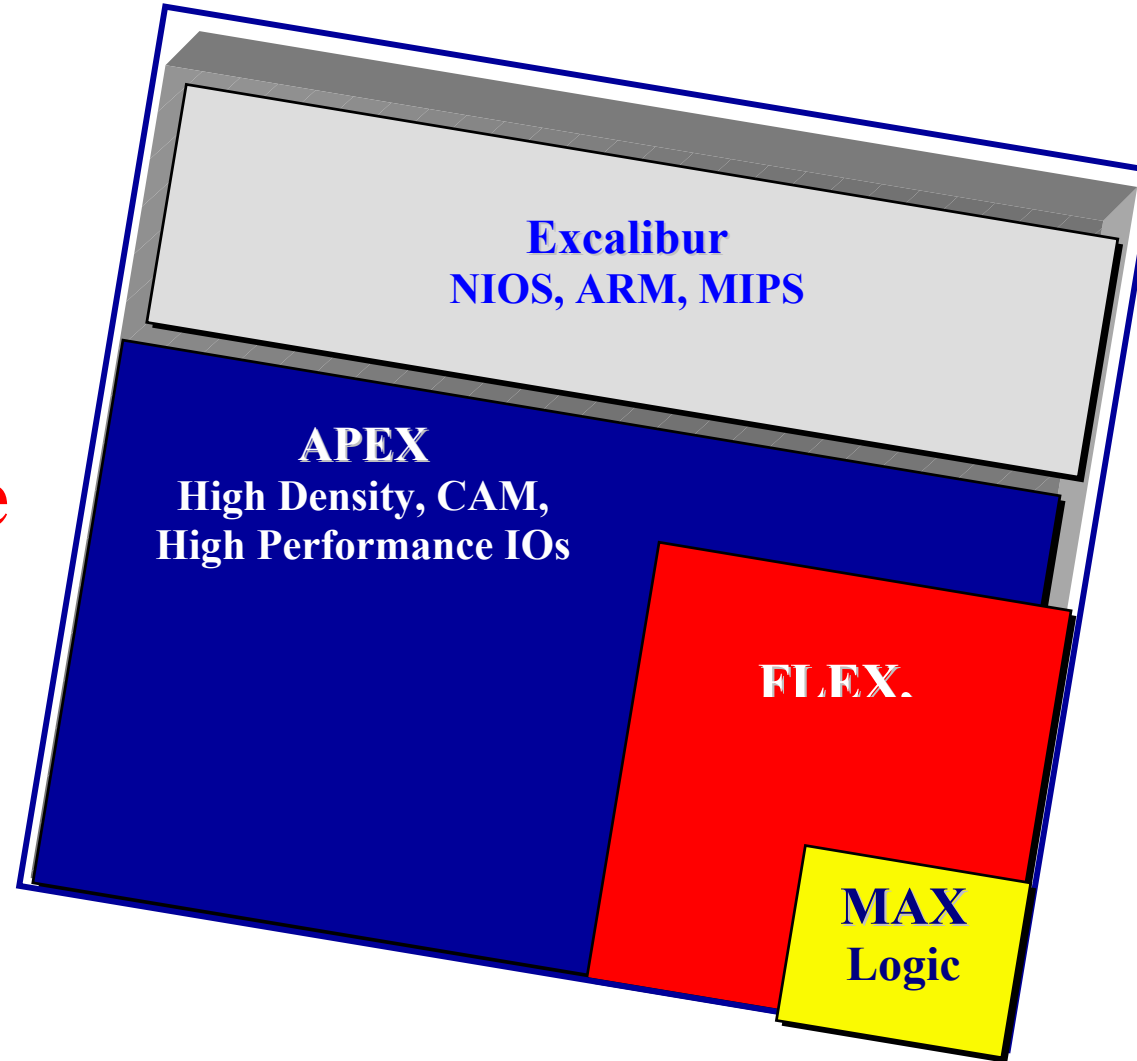 Excalibur
NIOS, ARM, MIPS
APEX
High Density, CAM,
High Performance IOs
e
FLEX,
MAX
Logic